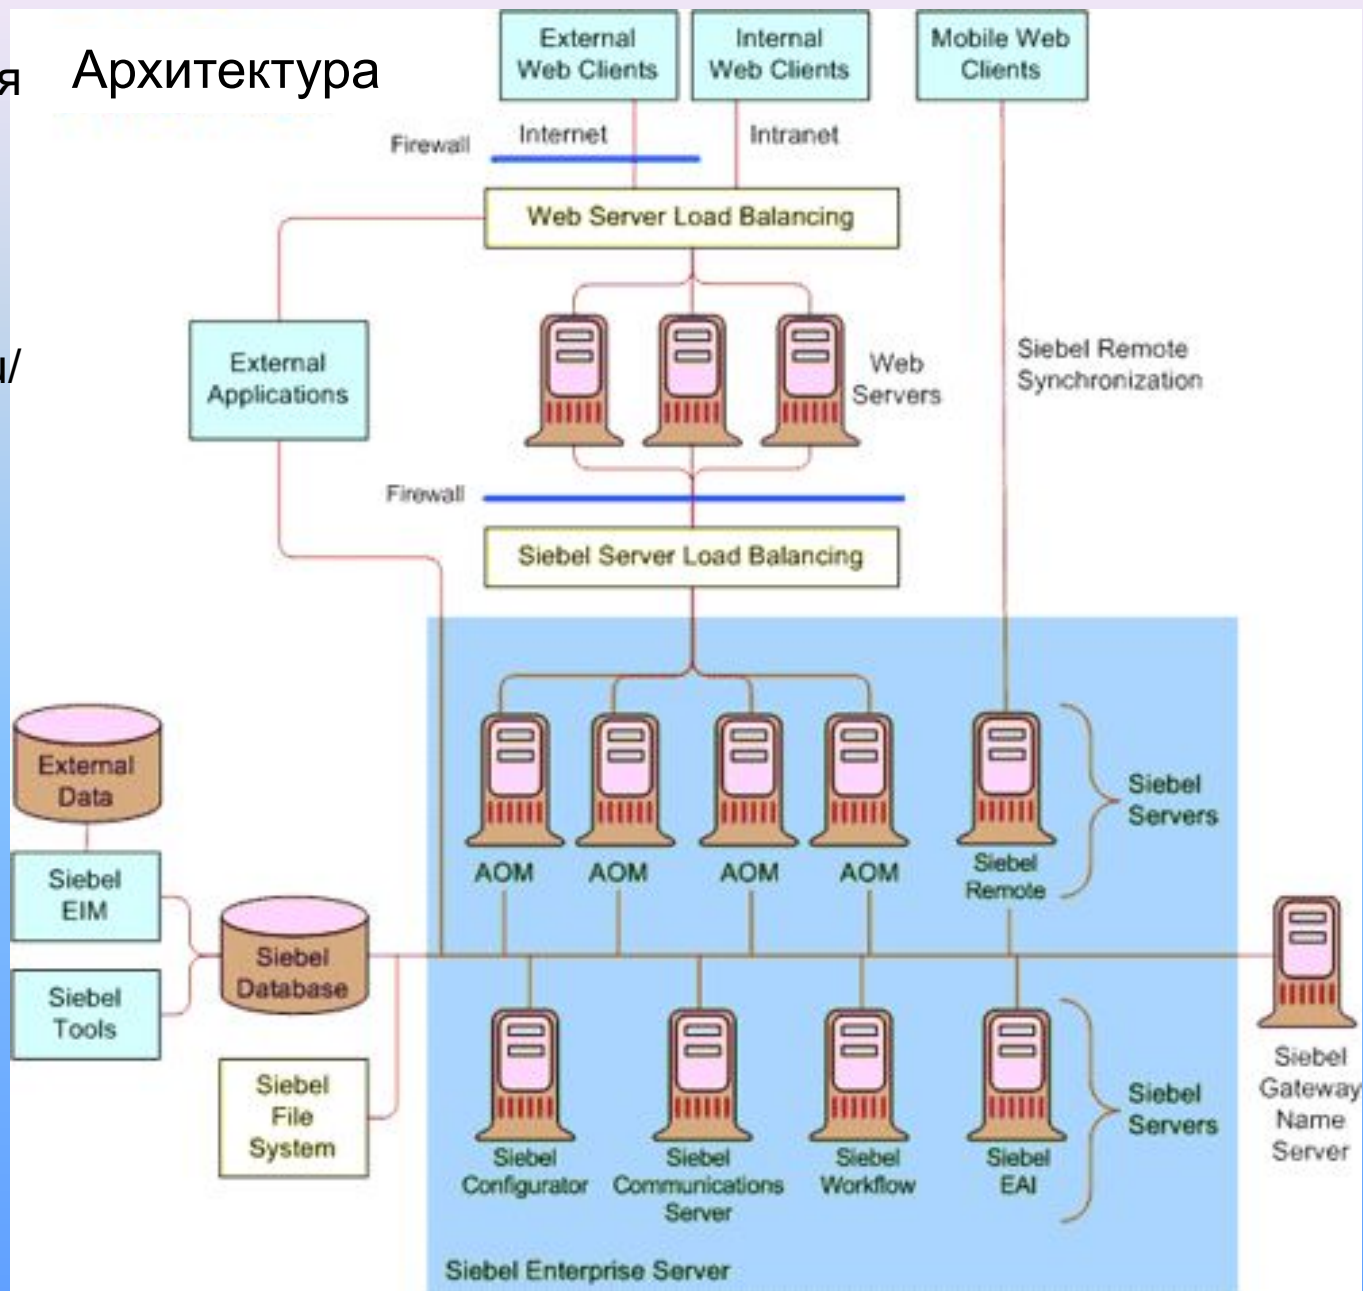 я
Архитектура
External
Web Clients
Internal
Web Clients
Mobile Web
Clients
Firewall
Internet
Intranet
Web Server Load Balancing
External
Applications
Web
Servers
Siebel Remote
Synchronization
u/
Firewall
Siebel Server Load Balancing
External
Data
Siebel
EIM
Siebel
Tools
Siebel
Database
Siebel
File
System
AOM
AOM
AOM
AOM
Siebel
Remote
Siebel
Servers
Siebel
Configurator
Siebel
Communications
Server
Siebel
Workflow
Siebel
EAI
Siebel
Servers
Siebel
Gateway
Name
Server
Siebel Enterprise Server